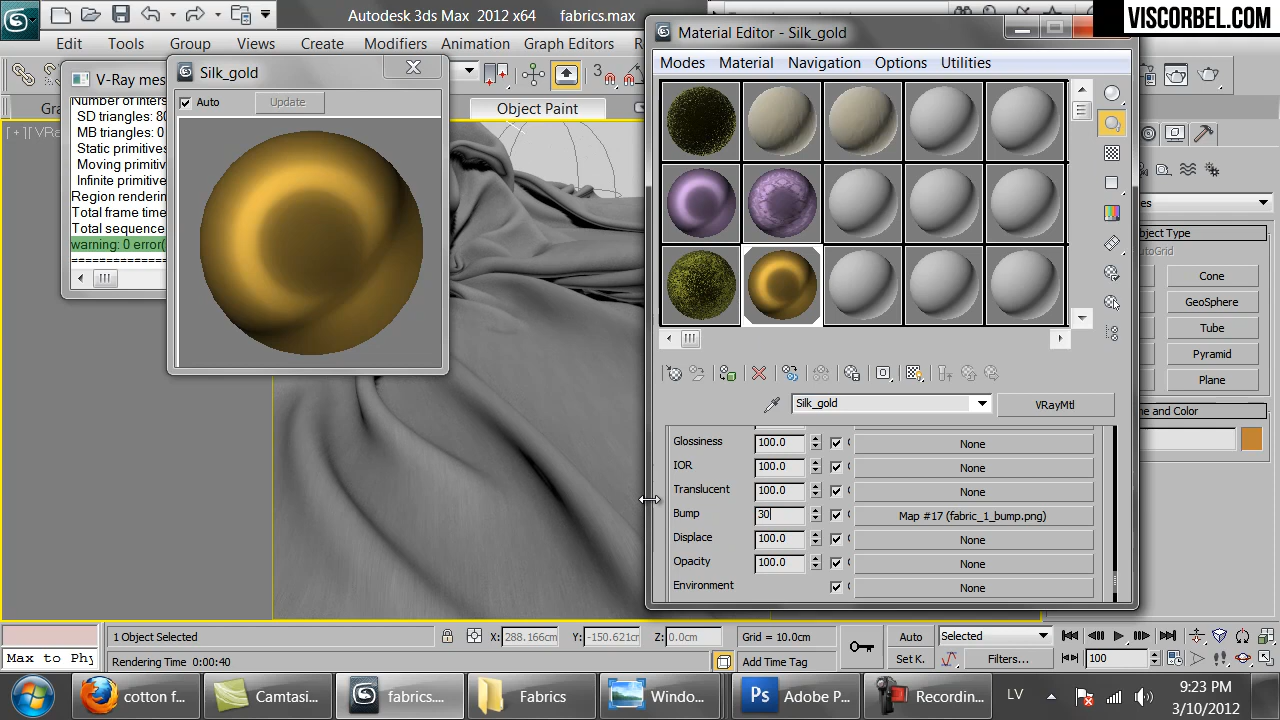 Autodesk 3ds Max 2012 x64 fabrics.max
VISCORBEL.COM
Edit Tools Group Views Create Modifiers Animation Graph Editors
Material Editor - Silk_gold
Modes Material Navigation Options Utilities
V-Ray mes
Silk_gold
Auto
Update
Object Paint
SD triangles: 80
MB triangles: 0
Static primitives
Moving primitiv
Infinite primitive
Region renderin
Total frame time
Total sequence
warning: 0 error(
Object Type
AutoGrid
Cone
GeoSphere
Tube
Pyramid
Plane
me and Color
Silk_gold
VRayMtl
Glossiness 100.0 None
IOR 100.0 None
Translucent 100.0 None
Bump 30 Map #17 (fabric_1_bump.png)
Displace 100.0 None
Opacity 100.0 None
Environment None
1 Object Selected
X: 288.166cm Y: -150.621cm Z: 0.0cm
Grid = 10.0cm
Auto
Selected
Max to Phy
Rendering Time 0:00:40
Add Time Tag
Set K.
Filters...
100
cotton f...
Camtasi...
fabrics....
Fabrics
Windo...
Adobe P...
Recordin...
LV
9:23 PM
3/10/2012